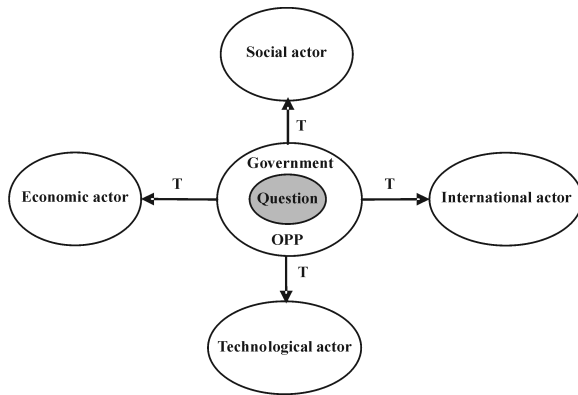 Social actor
T
Government
Economic actor
T
Question
T
International actor
OPP
T
Technological actor